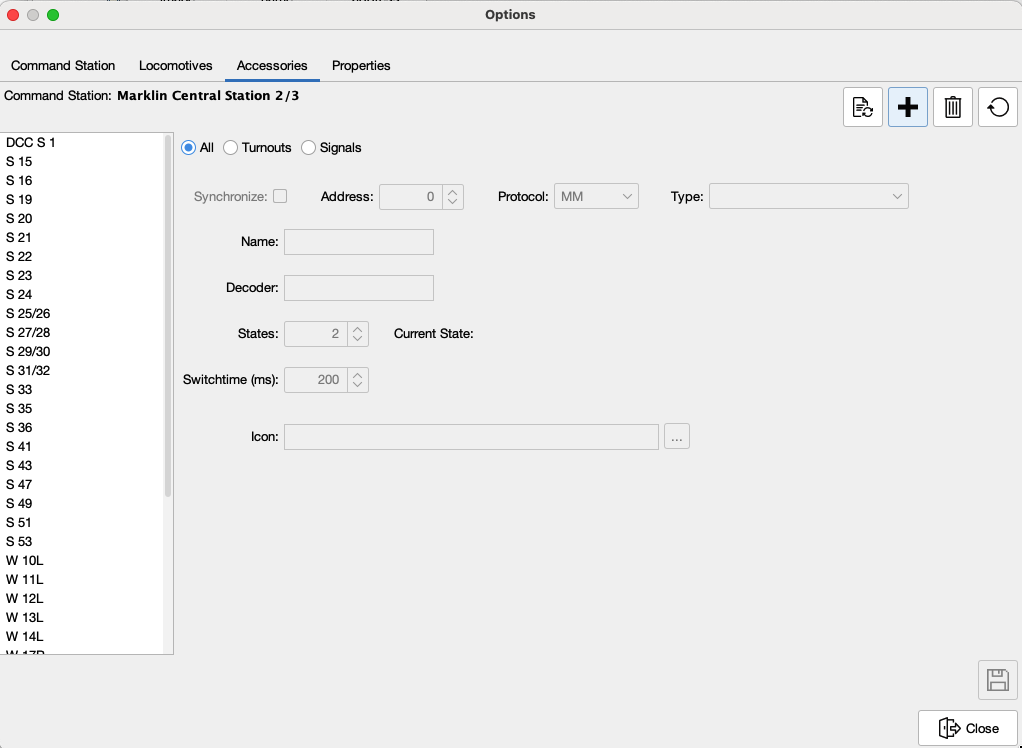 Options
Command Station Locomotives Accessories Properties
Command Station: Marklin Central Station 2/3
DCC S 1
S 15
S 16
S 19
S 20
S 21
S 22
S 23
S 24
S 25/26
S 27/28
S 29/30
S 31/32
S 33
S 35
S 36
S 41
S 43
S 47
S 49
S 51
S 53
W 10L
W 11L
W 12L
W 13L
W 14L
All Turnouts Signals
Synchronize: Address: 0 Protocol: MM Type:
Name:
Decoder:
States: 2 Current State:
Switchtime (ms): 200
Icon: ...
Close